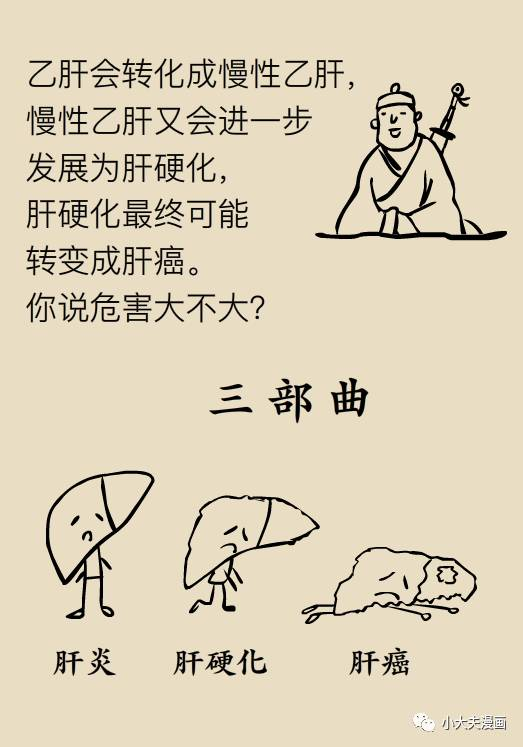 乙肝会转化成慢性乙肝，
慢性乙肝又会进一步
发展为肝硬化，
肝硬化最终可能
转变成肝癌。
你说危害大不大？
三部曲
肝炎 肝硬化 肝癌
小大夫漫画